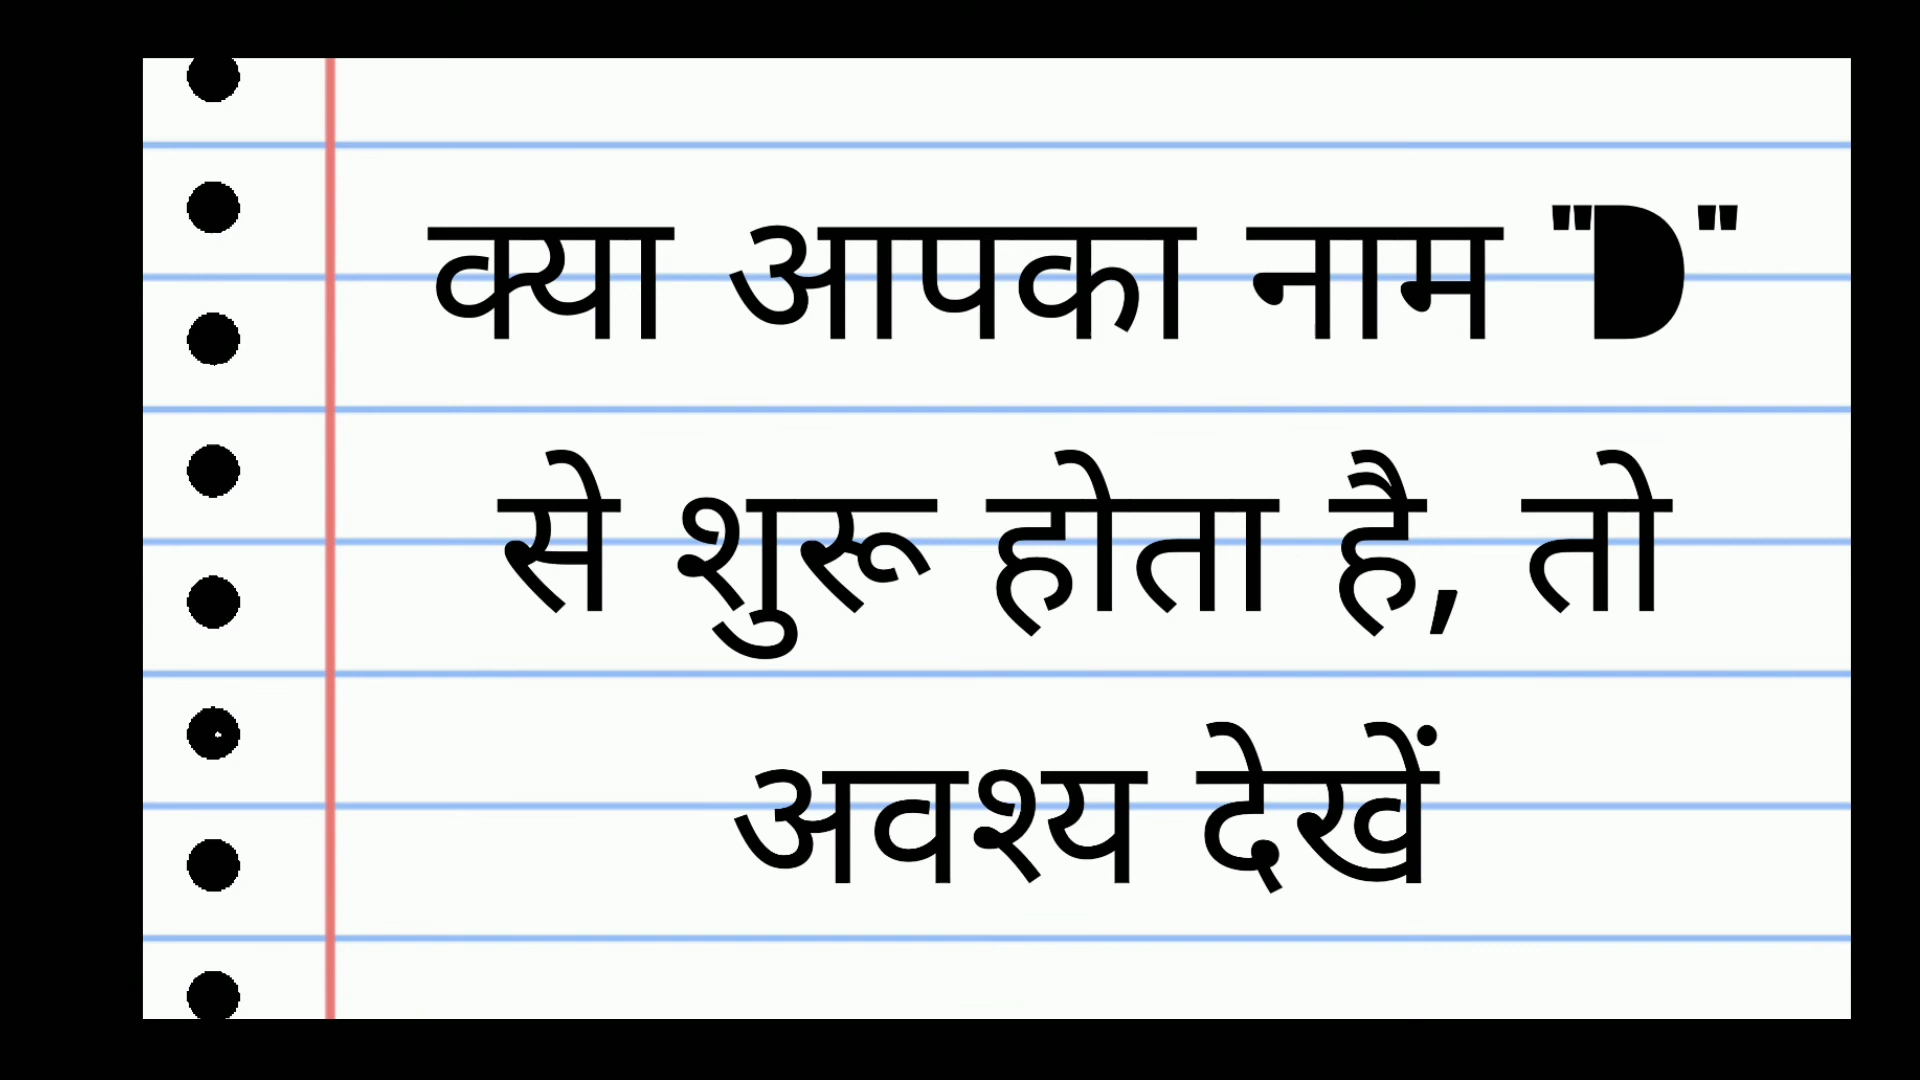 क्या आपका नाम "D"
से शुरू होता है, तो
अवश्य देखें